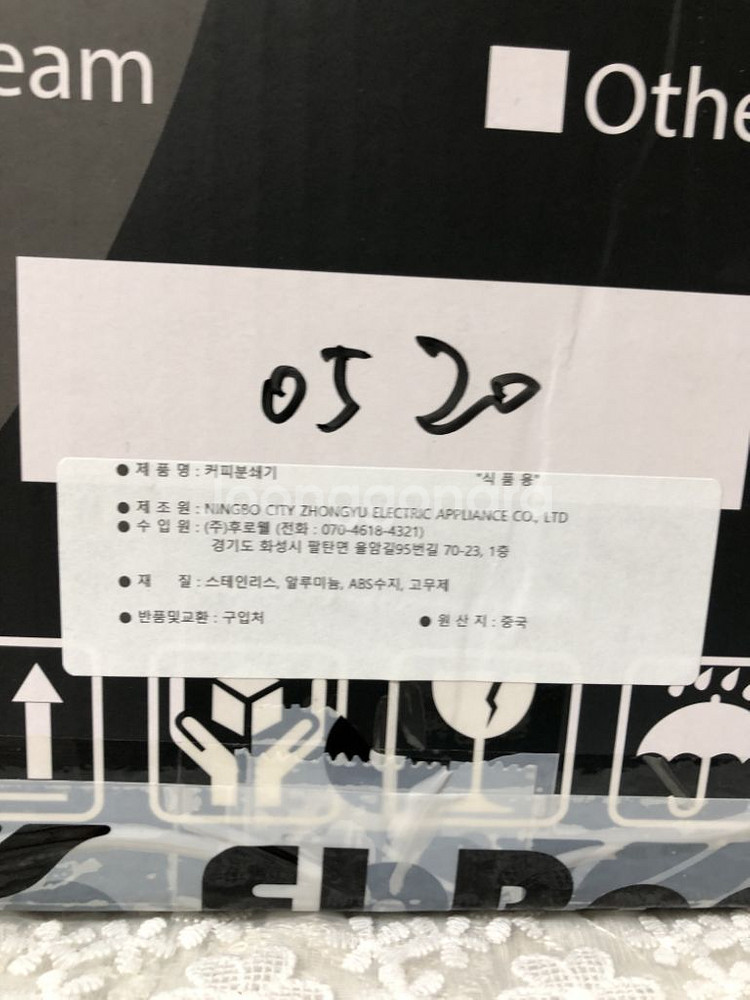 eam
Othe
0520
● 제 품 명 : 커피분쇄기 "식 품 용"
● 제 조 원 : NINGBO CITY ZHONGYU ELECTRIC APPLIANCE CO., LTD
● 수 입 원 : (주)후로웰 (전화 : 070-4618-4321)
경기도 화성시 팔탄면 율암길95번길 70-23, 1층
● 재 질 : 스테인리스, 알루미늄, ABS수지, 고무제
● 반품및교환 : 구입처 ● 원 산 지 : 중국